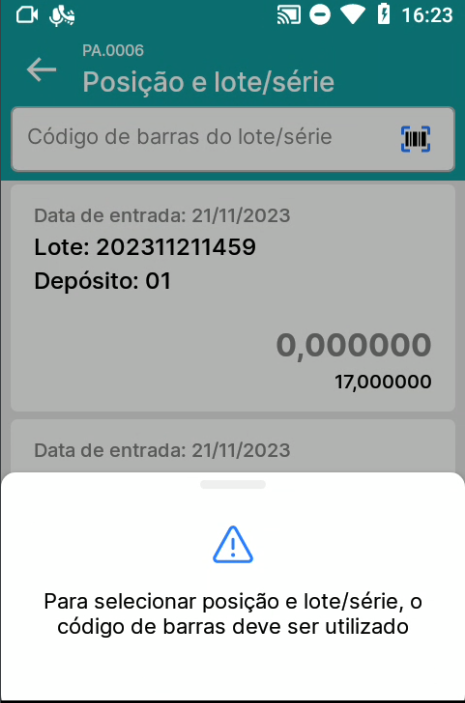 16:23
PA.0006
Posição e lote/série
Código de barras do lote/série
Data de entrada: 21/11/2023
Lote: 202311211459
Depósito: 01
0,000000
17,000000
Data de entrada: 21/11/2023
Para selecionar posição e lote/série, o
código de barras deve ser utilizado